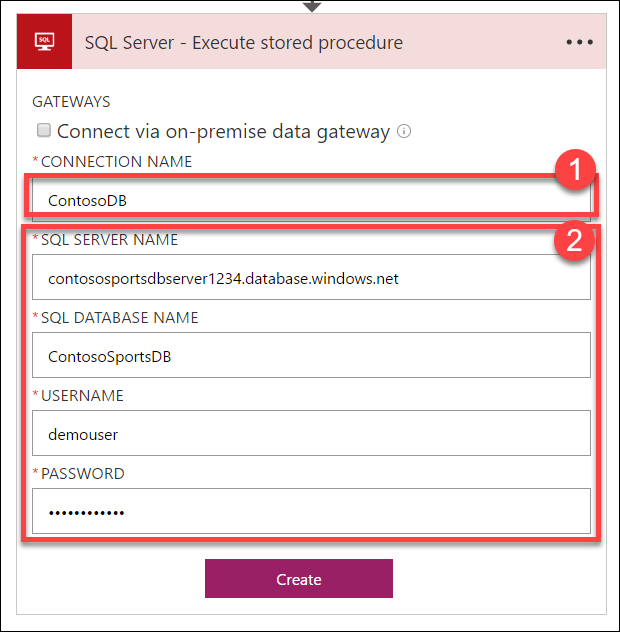 SQL
SQL Server - Execute stored procedure
GATEWAYS
Connect via on-premise data gateway
*CONNECTION NAME
1
ContosoDB
*SQL SERVER NAME
2
contososportsdbserver1234.database.windows.net
*SQL DATABASE NAME
ContosoSportsDB
*USERNAME
demouser
*PASSWORD
••••••••••••
Create